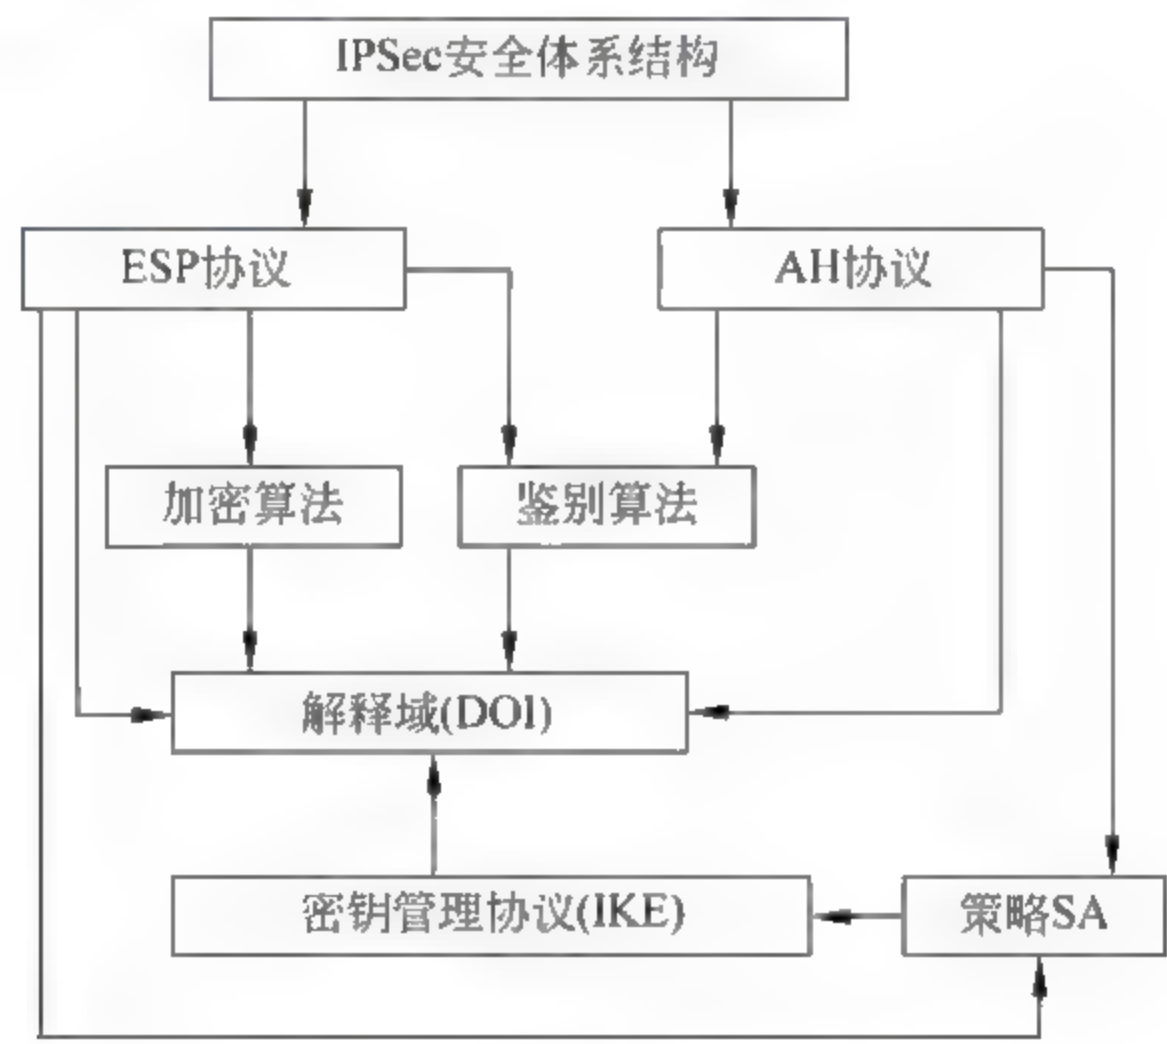 IPSec安全体系结构
ESP协议
AH协议
加密算法
鉴别算法
解释域(DOI)
密钥管理协议(IKE)
策略SA